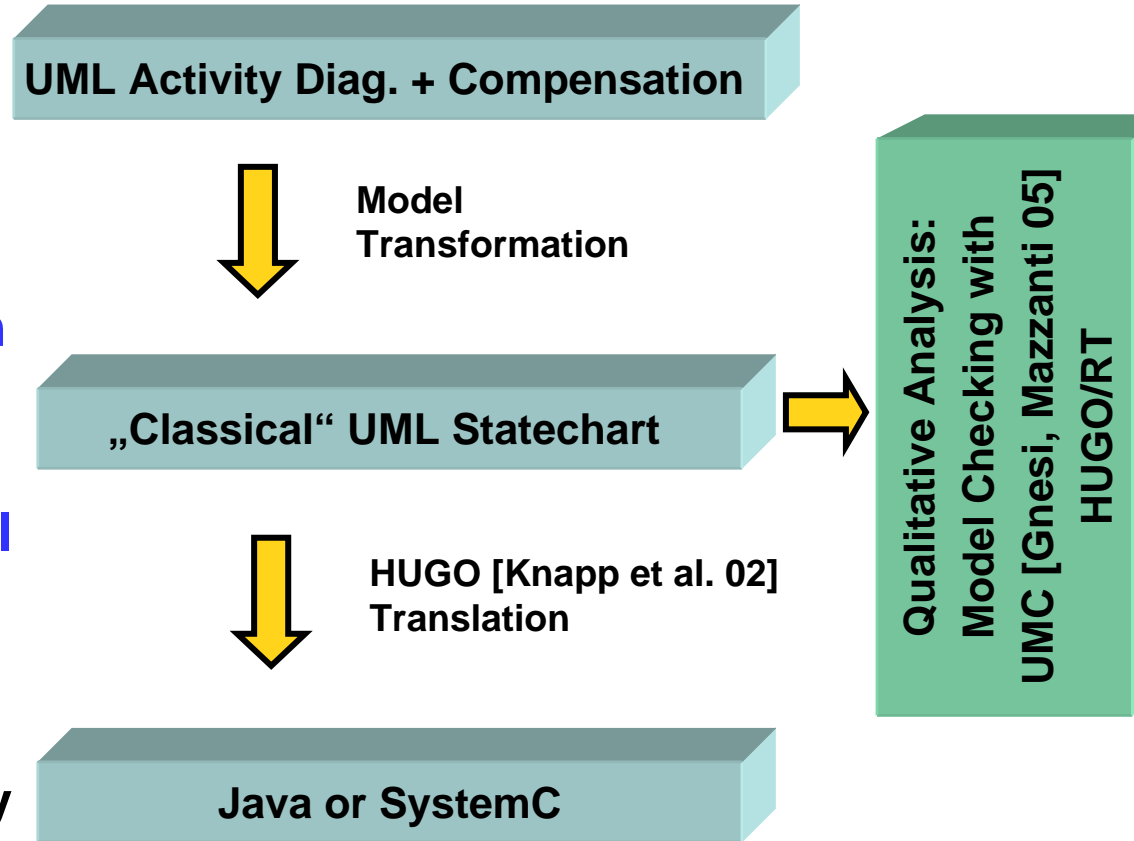 UML Activity Diag. + Compensation
Model
Transformation
„Classical“ UML Statechart
HUGO [Knapp et al. 02]
Translation
Java or SystemC
Qualitative Analysis:
Model Checking with
UMC [Gnesi, Mazzanti 05]
HUGO/RT